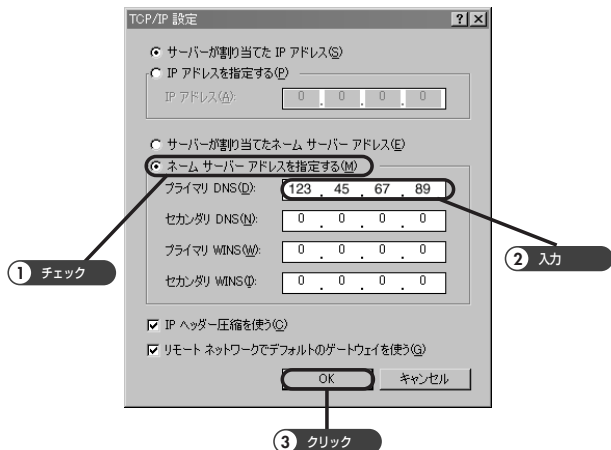 TCP/IP 設定
サーバーが割り当てた IP アドレス(S)
IP アドレスを指定する(P)
IP アドレス(A): 0 . 0 . 0 . 0
サーバーが割り当てたネーム サーバー アドレス(E)
ネーム サーバー アドレスを指定する(M)
プライマリ DNS(D): 123 . 45 . 67 . 89
セカンダリ DNS(N): 0 . 0 . 0 . 0
プライマリ WINS(W): 0 . 0 . 0 . 0
セカンダリ WINS(I): 0 . 0 . 0 . 0
1 チェック
2 入力
IP ヘッダー圧縮を使う(C)
リモート ネットワークでデフォルトのゲートウェイを使う(G)
OK キャンセル
3 クリック